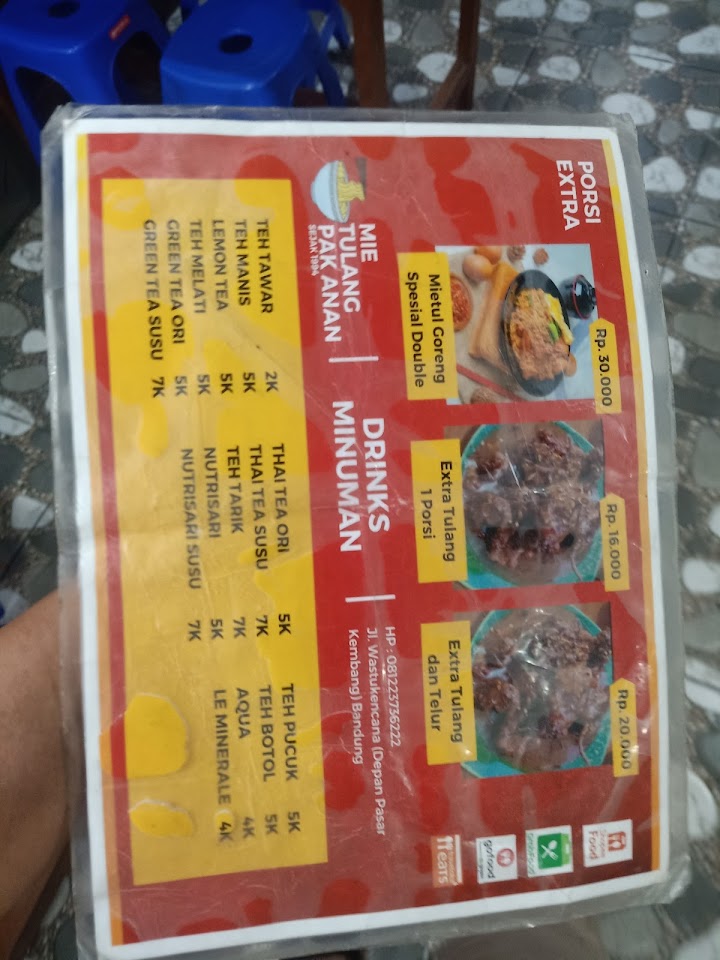 PORSI
EXTRA
Rp. 30.000
Mietul Goreng
Spesial Double
Rp. 16.000
Extra Tulang
1 Porsi
Rp. 20.000
Extra Tulang
dan Telur
Food
GrabFood
gofood
EATS
MIE
TULANG
PAK ANAN
SEJAK 1994
DRINKS
MINUMAN
HP : 081223736222
Jl. Wastukencana (Depan Pasar
Kembang) Bandung
TEH TAWAR 2K
TEH MANIS 5K
LEMON TEA 5K
TEH MELATI 5K
GREEN TEA ORI 5K
GREEN TEA SUSU 7K
THAI TEA ORI 5K
THAI TEA SUSU 7K
TEH TARIK 7K
NUTRISARI 5K
NUTRISARI SUSU 7K
TEH PUCUK 5K
TEH BOTOL 5K
AQUA 4K
LE MINERALE 4K